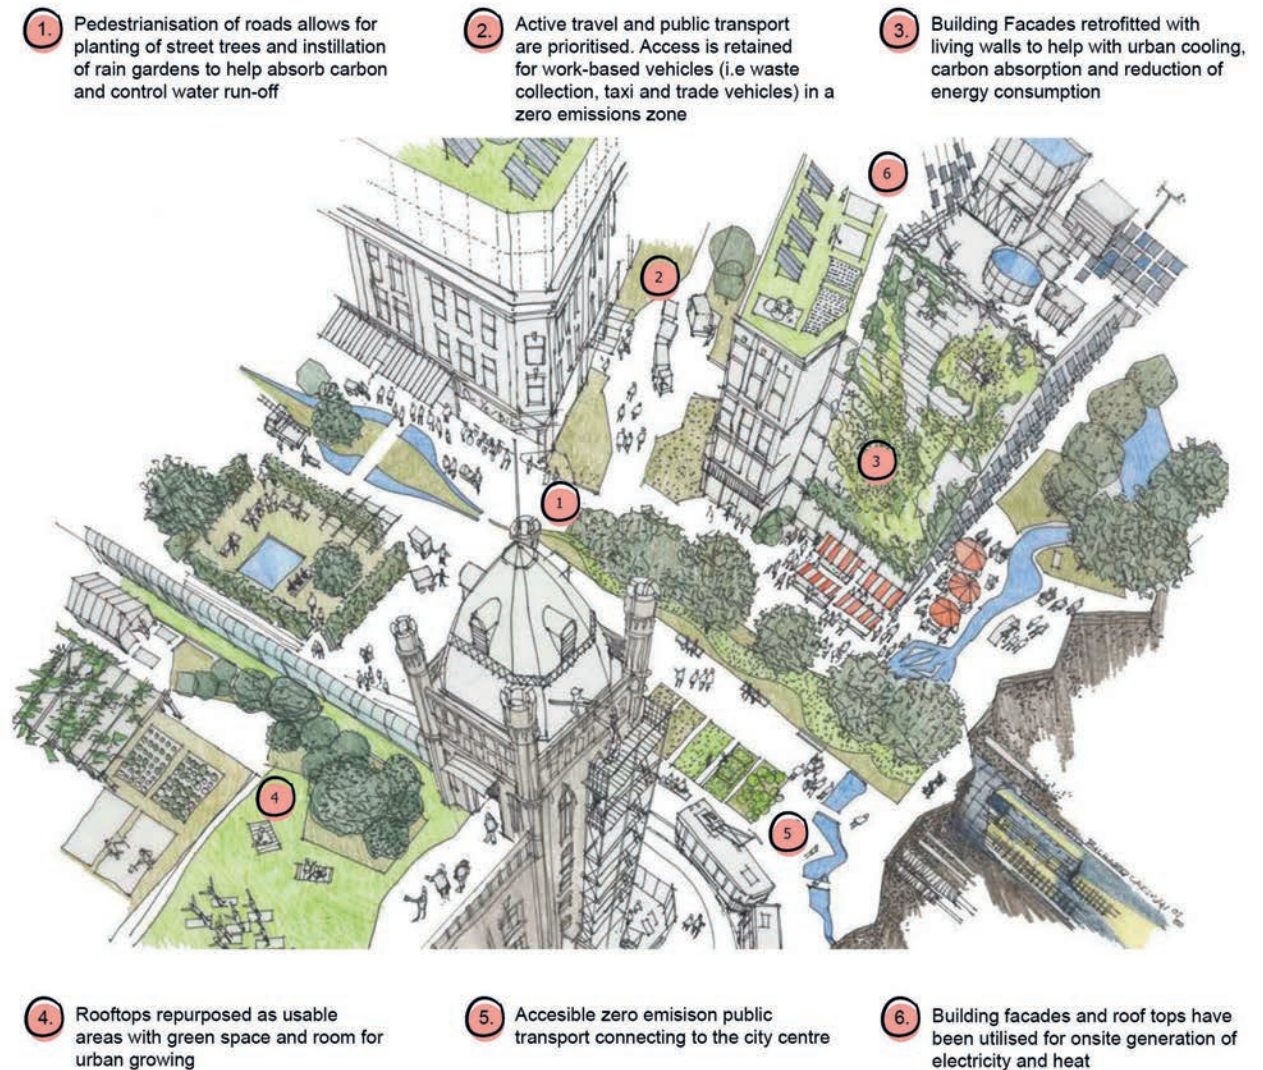 1.
Pedestrianisation of roads allows for
planting of street trees and instillation
of rain gardens to help absorb carbon
and control water run-off
2.
Active travel and public transport
are prioritised. Access is retained
for work-based vehicles (i.e waste
collection, taxi and trade vehicles) in a
zero emissions zone
3.
Building Facades retrofitted with
living walls to help with urban cooling,
carbon absorption and reduction of
energy consumption
6
2
3
1
4
5
4.
Rooftops repurposed as usable
areas with green space and room for
urban growing
5.
Accesible zero emisison public
transport connecting to the city centre
6.
Building facades and roof tops have
been utilised for onsite generation of
electricity and heat